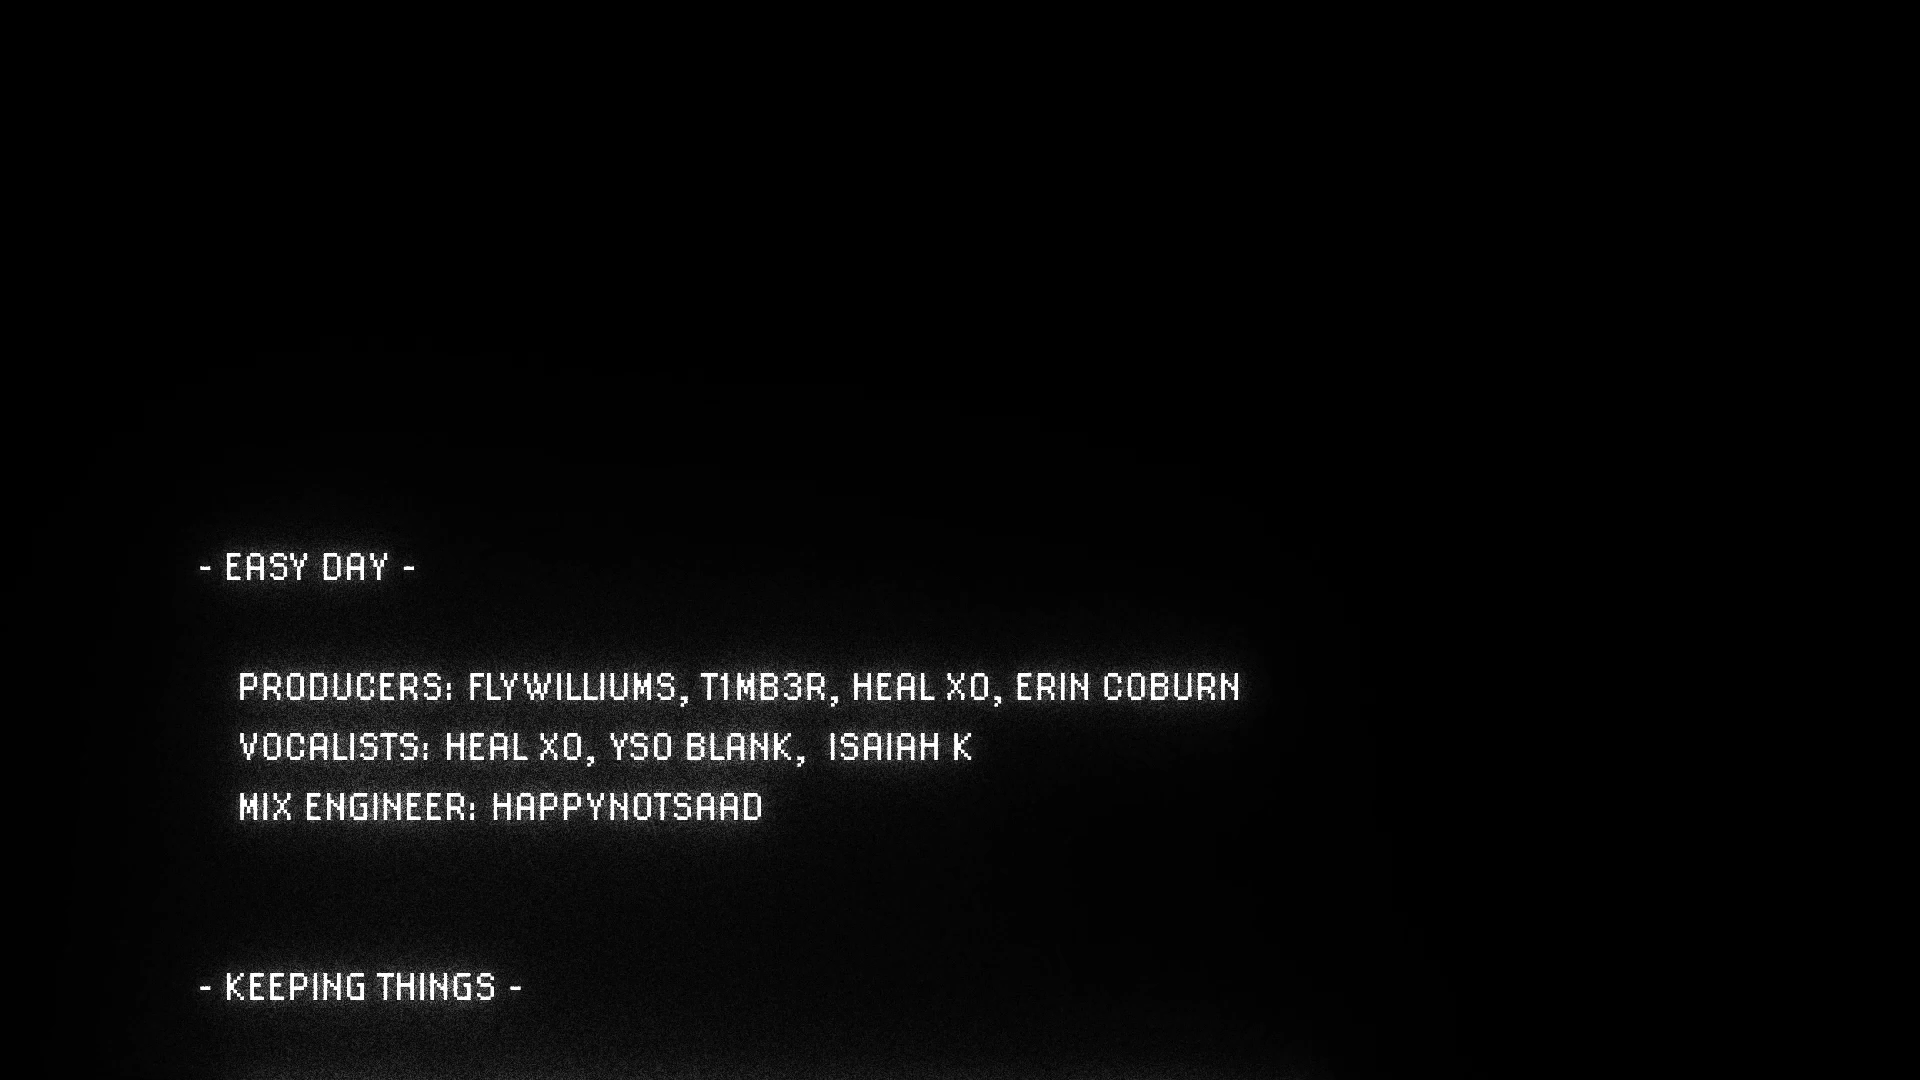 - EASY DAY -
PRODUCERS: FLYWILLIUMS, T1MB3R, HEAL XO, ERIN COBURN
VOCALISTS: HEAL XO, YSO BLANK,  ISAIAH K
MIX ENGINEER: HAPPYNOTSAAD
- KEEPING THINGS -